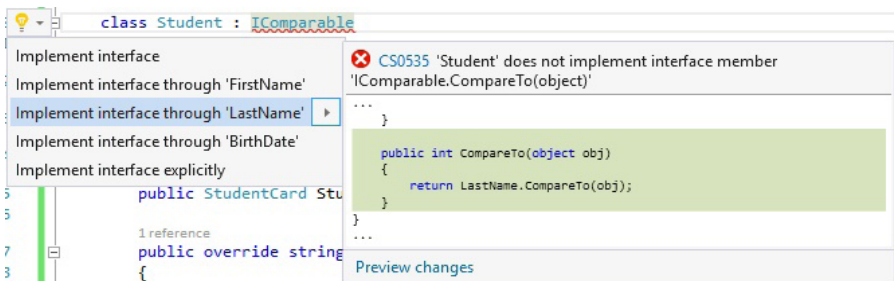 class Student : IComparable
Implement interface
Implement interface through 'FirstName'
Implement interface through 'LastName'
Implement interface through 'BirthDate'
Implement interface explicitly
CS0535 'Student' does not implement interface member
'IComparable.CompareTo(object)'
...
}
public int CompareTo(object obj)
{
return LastName.CompareTo(obj);
}
}
...
Preview changes
public StudentCard Stu
1 reference
public override string
{